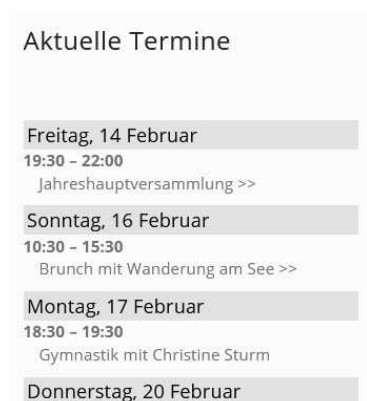 Aktuelle Termine
Freitag, 14 Februar
19:30 – 22:00
Jahreshauptversammlung >>
Sonntag, 16 Februar
10:30 – 15:30
Brunch mit Wanderung am See >>
Montag, 17 Februar
18:30 – 19:30
Gymnastik mit Christine Sturm
Donnerstag, 20 Februar